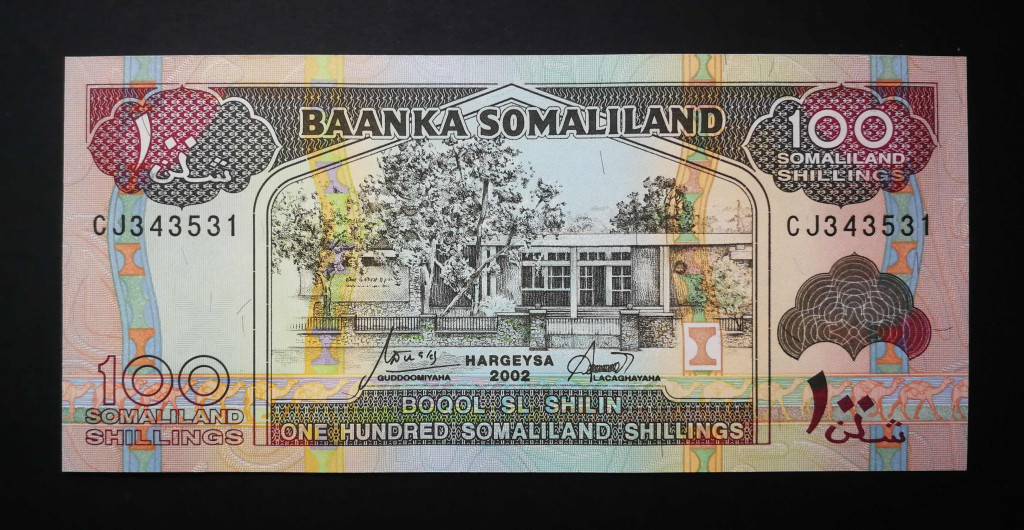 BAANKA SOMALILAND
١٠٠
شلن
100
SOMALILAND
SHILLINGS
CJ343531
CJ343531
HARGEYSA
2002
GUDDOOMIYAHA
LACAGHAYAHA
100
SOMALILAND
SHILLINGS
BOQOL SL SHILIN
ONE HUNDRED SOMALILAND SHILLINGS
١٠٠
شلن